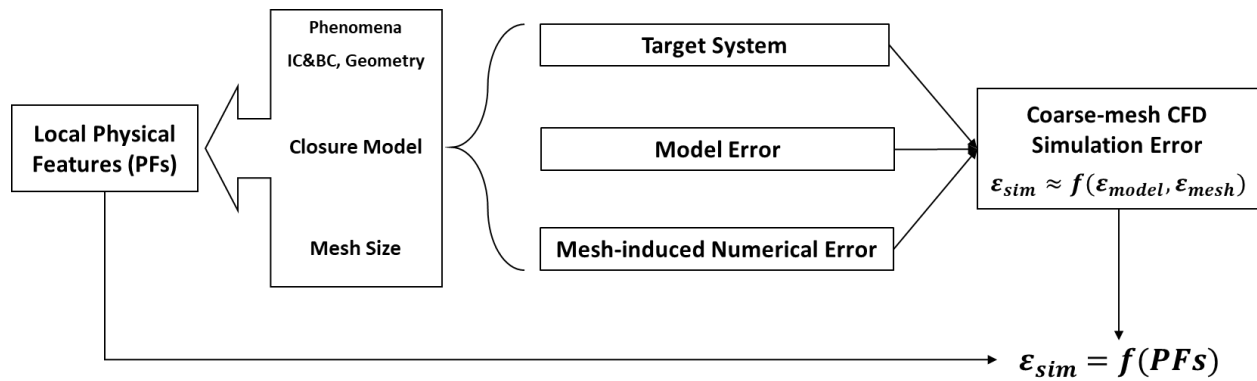 Local Physical
Features (PFs)
Phenomena
IC&BC, Geometry
Closure Model
Mesh Size
Target System
Model Error
Mesh-induced Numerical Error
Coarse-mesh CFD
Simulation Error
ε_sim ≈ f(ε_model, ε_mesh)
ε_sim = f(PFs)